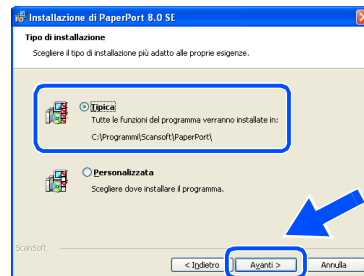 Installazione di PaperPort 8.0 SE
Tipo di installazione
Scegliere il tipo di installazione più adatto alle proprie esigenze.
Tipica
Tutte le funzioni del programma verranno installate in:
C:\Programmi\Scansoft\PaperPort\
Personalizzata
Scegliere dove installare il programma.
ScanSoft
< Indietro
Avanti >
Annulla